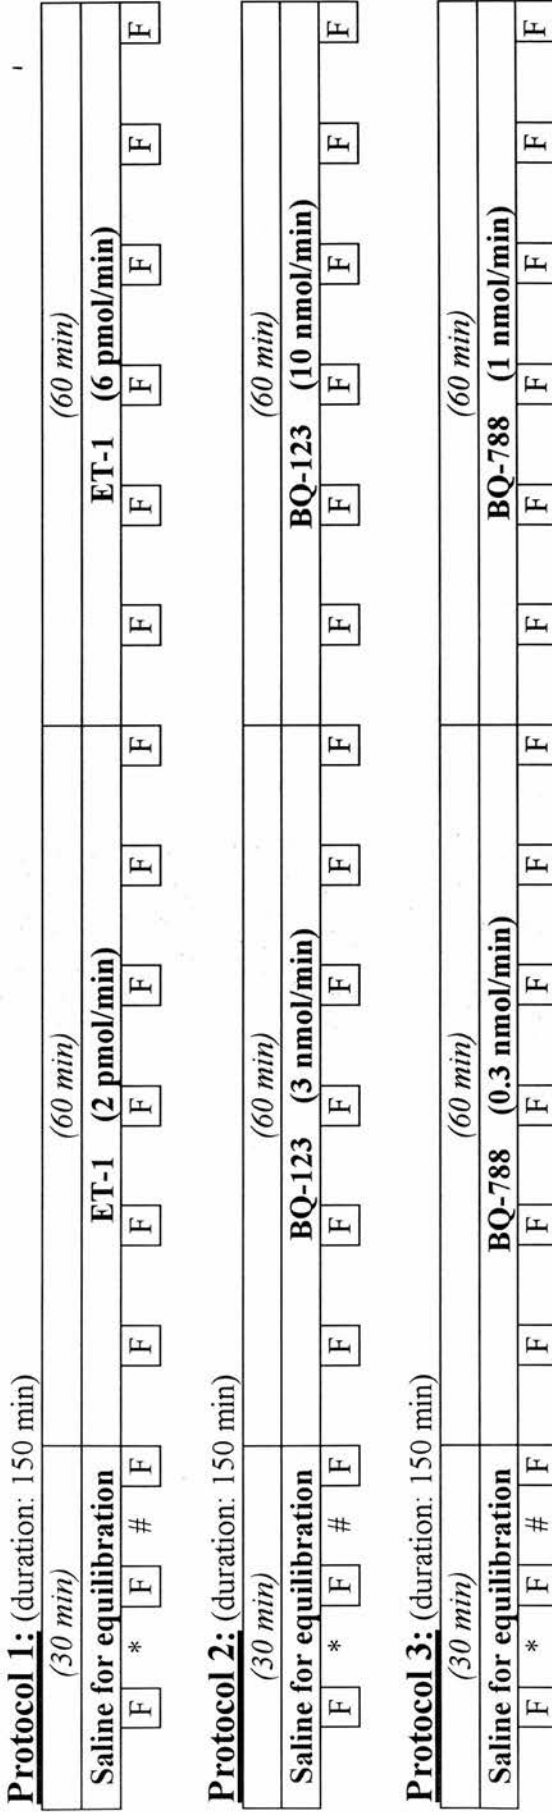 Protocol 1: (duration: 150 min)
(30 min) (60 min) (60 min)
Saline for equilibration ET-1 (2 pmol/min) ET-1 (6 pmol/min)
F * F # F F F F F F F F F F F F F
Protocol 2: (duration: 150 min)
(30 min) (60 min) (60 min)
Saline for equilibration BQ-123 (3 nmol/min) BQ-123 (10 nmol/min)
F * F # F F F F F F F F F F F F F
Protocol 3: (duration: 150 min)
(30 min) (60 min) (60 min)
Saline for equilibration BQ-788 (0.3 nmol/min) BQ-788 (1 nmol/min)
F * F # F F F F F F F F F F F F F